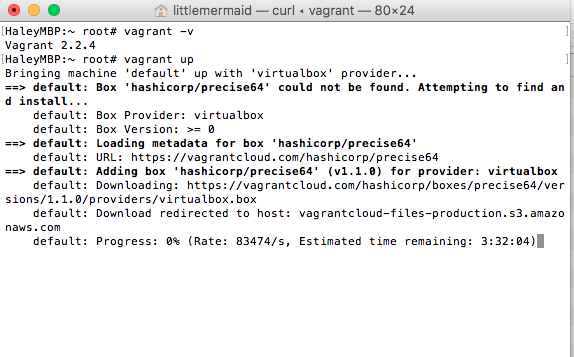 littlemermaid — curl ◂ vagrant — 80×24
[HaleyMBP:~ root# vagrant -v ]
Vagrant 2.2.4
[HaleyMBP:~ root# vagrant up ]
Bringing machine 'default' up with 'virtualbox' provider...
==> default: Box 'hashicorp/precise64' could not be found. Attempting to find an
d install...
    default: Box Provider: virtualbox
    default: Box Version: >= 0
==> default: Loading metadata for box 'hashicorp/precise64'
    default: URL: https://vagrantcloud.com/hashicorp/precise64
==> default: Adding box 'hashicorp/precise64' (v1.1.0) for provider: virtualbox
    default: Downloading: https://vagrantcloud.com/hashicorp/boxes/precise64/ver
sions/1.1.0/providers/virtualbox.box
    default: Download redirected to host: vagrantcloud-files-production.s3.amazo
naws.com
    default: Progress: 0% (Rate: 83474/s, Estimated time remaining: 3:32:04)